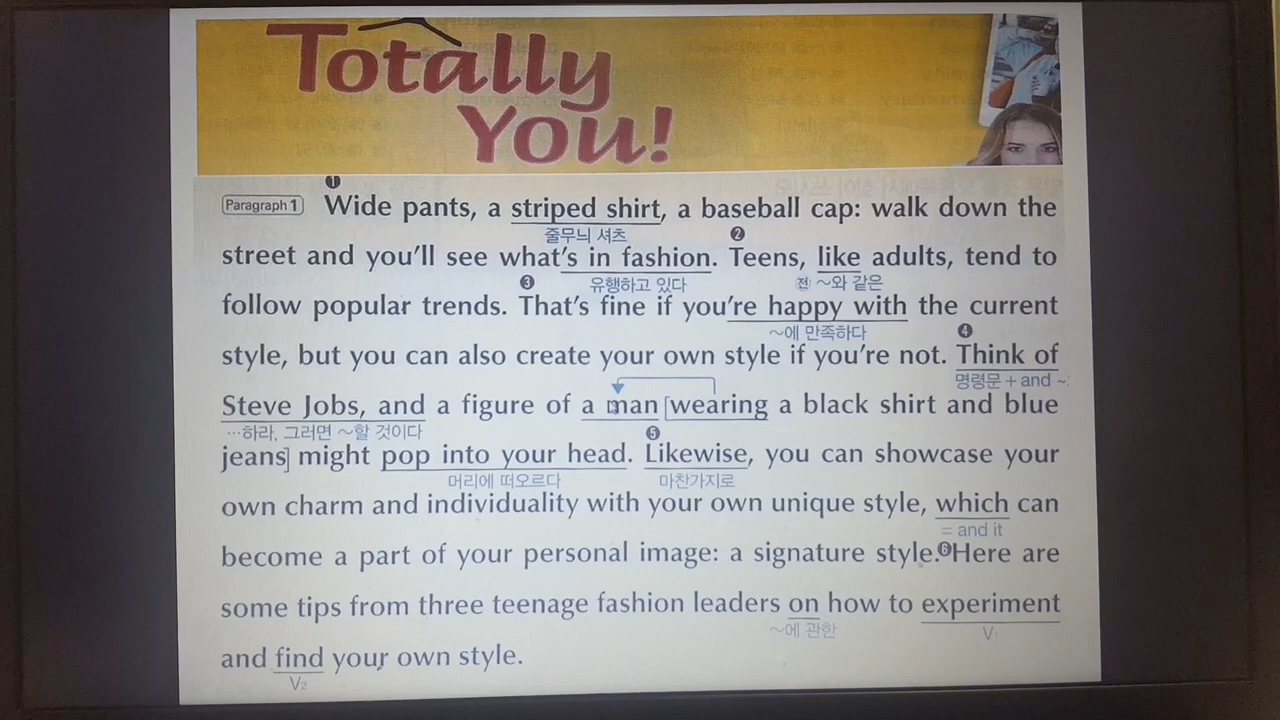 Totally
You!
Paragraph 1 ❶ Wide pants, a striped shirt, a baseball cap: walk down the
줄무늬 셔츠
street and you'll see what's in fashion. ❷ Teens, like adults, tend to
유행하고 있다 전 ~와 같은
follow popular trends. ❸ That's fine if you're happy with the current
~에 만족하다
style, but you can also create your own style if you're not. ❹ Think of
명령문 + and ~:
Steve Jobs, and a figure of a man [wearing a black shirt and blue
…하라, 그러면 ~할 것이다
jeans] might pop into your head. ❺ Likewise, you can showcase your
머리에 떠오르다 마찬가지로
own charm and individuality with your own unique style, which can
= and it
become a part of your personal image: a signature style. ❻ Here are
some tips from three teenage fashion leaders on how to experiment
~에 관한 V1
and find your own style.
V2